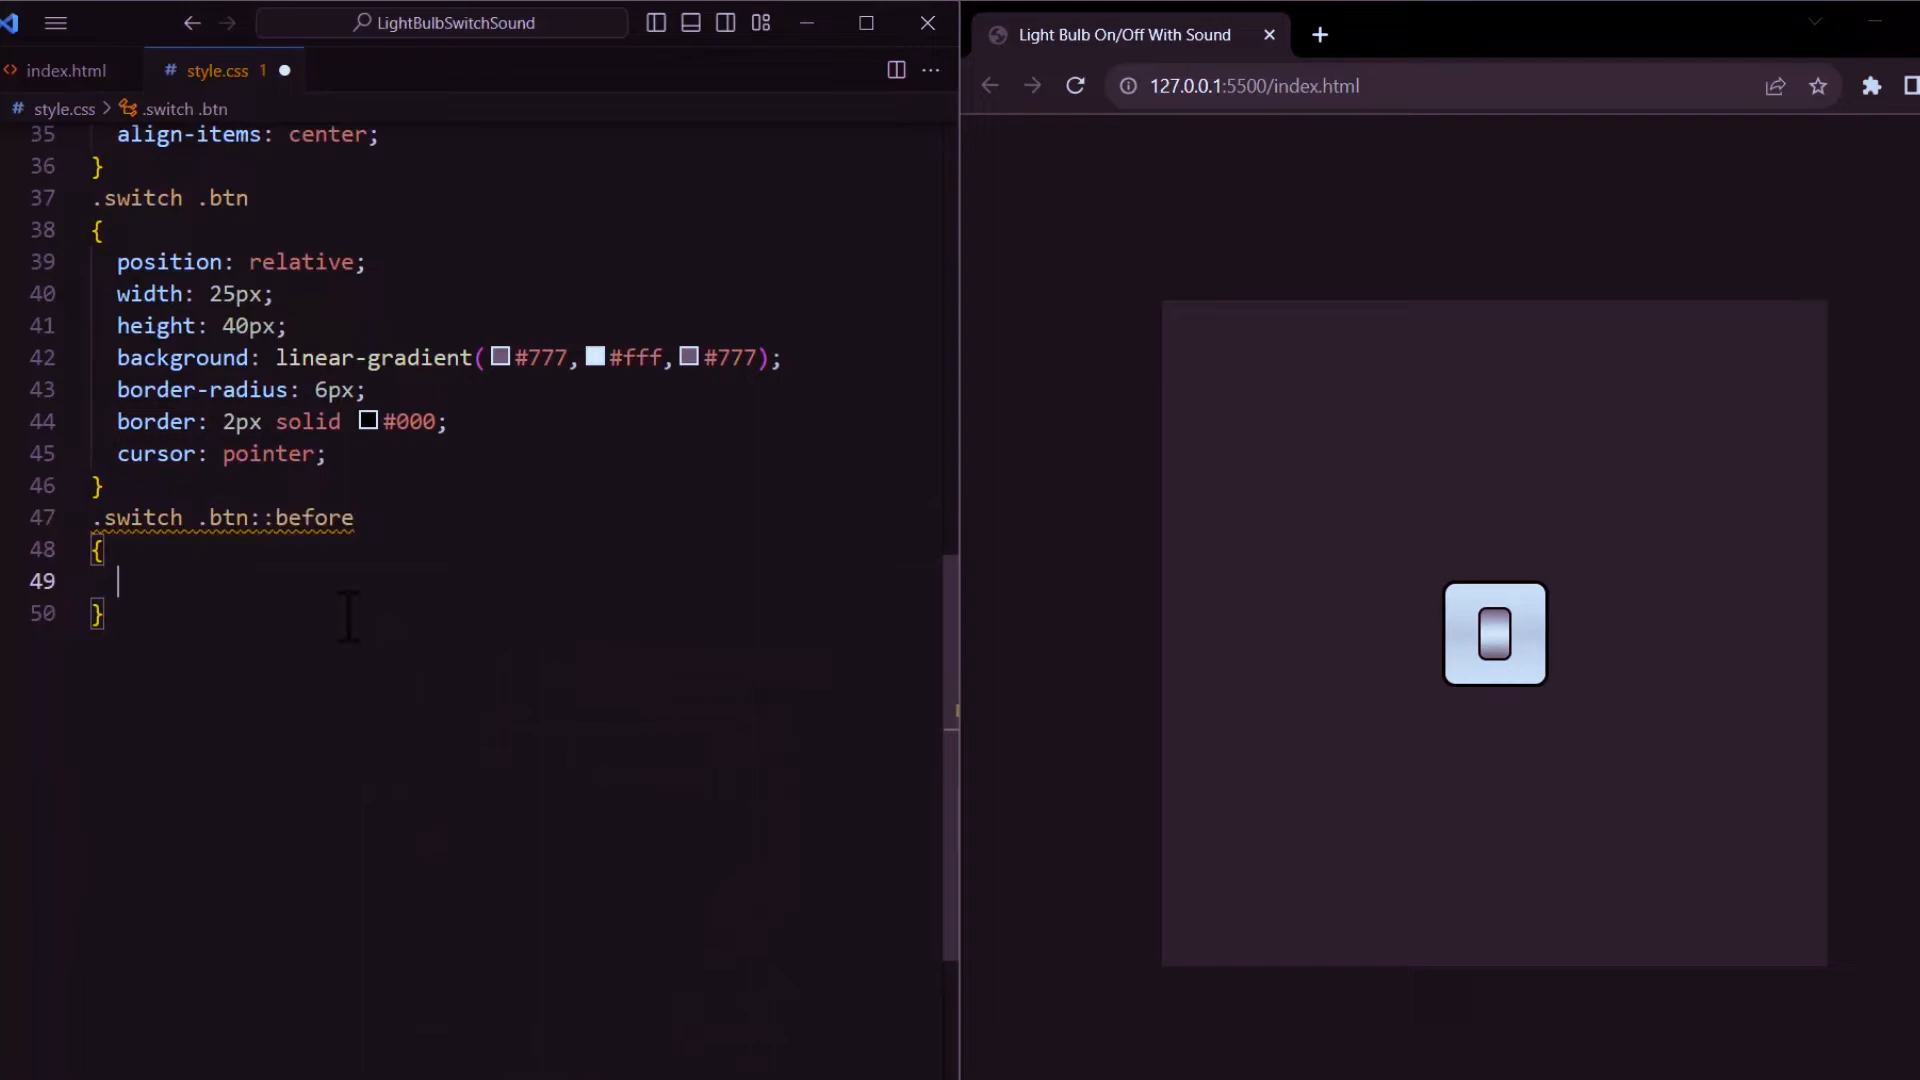 LightBulbSwitchSound
index.html
# style.css 1
# style.css > .switch .btn
35 align-items: center;
36 }
37 .switch .btn
38 {
39 position: relative;
40 width: 25px;
41 height: 40px;
42 background: linear-gradient(#777,#fff,#777);
43 border-radius: 6px;
44 border: 2px solid #000;
45 cursor: pointer;
46 }
47 .switch .btn::before
48 {
49
50 }
Light Bulb On/Off With Sound
127.0.0.1:5500/index.html